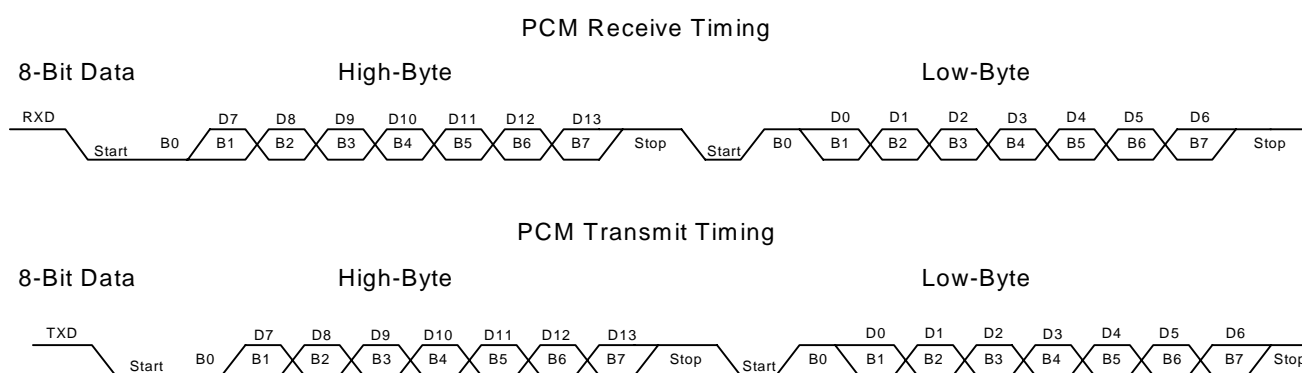 PCM Receive Timing
8-Bit Data High-Byte Low-Byte
RXD D7 D8 D9 D10 D11 D12 D13 D0 D1 D2 D3 D4 D5 D6
Start B0 B1 B2 B3 B4 B5 B6 B7 Stop Start B0 B1 B2 B3 B4 B5 B6 B7 Stop
PCM Transmit Timing
8-Bit Data High-Byte Low-Byte
TXD D7 D8 D9 D10 D11 D12 D13 D0 D1 D2 D3 D4 D5 D6
Start B0 B1 B2 B3 B4 B5 B6 B7 Stop Start B0 B1 B2 B3 B4 B5 B6 B7 Stop